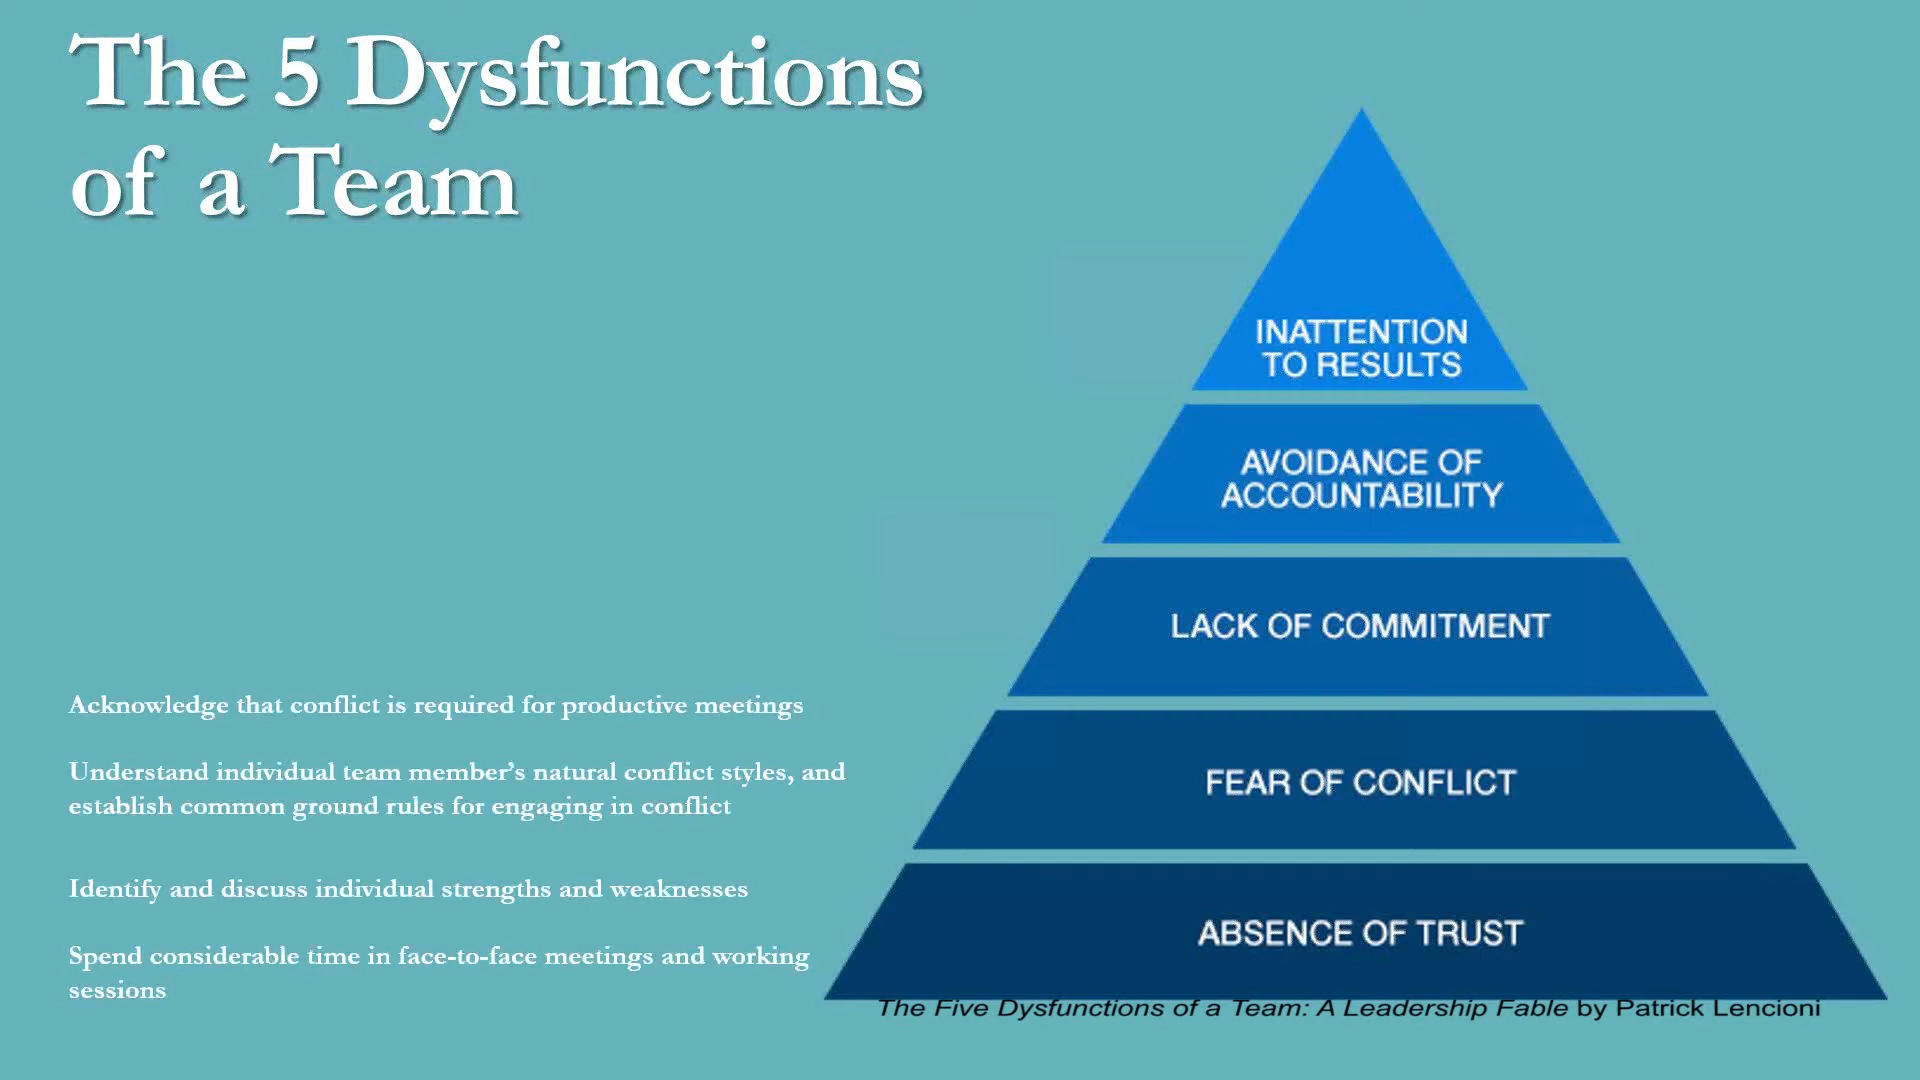 The 5 Dysfunctions
of a Team
INATTENTION
TO RESULTS
AVOIDANCE OF
ACCOUNTABILITY
LACK OF COMMITMENT
Acknowledge that conflict is required for productive meetings
Understand individual team member’s natural conflict styles, and
establish common ground rules for engaging in conflict
FEAR OF CONFLICT
Identify and discuss individual strengths and weaknesses
Spend considerable time in face-to-face meetings and working
sessions
ABSENCE OF TRUST
The Five Dysfunctions of a Team: A Leadership Fable by Patrick Lencioni